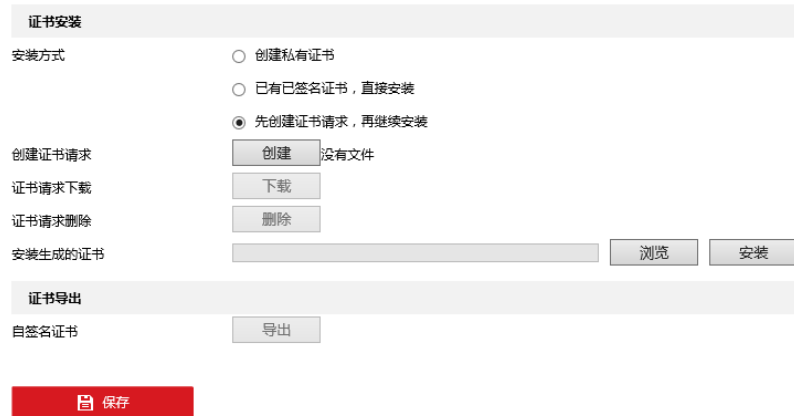 证书安装
安装方式
创建私有证书
已有已签名证书，直接安装
先创建证书请求，再继续安装
创建证书请求 创建 没有文件
证书请求下载 下载
证书请求删除 删除
安装生成的证书 浏览 安装
证书导出
自签名证书 导出
保存